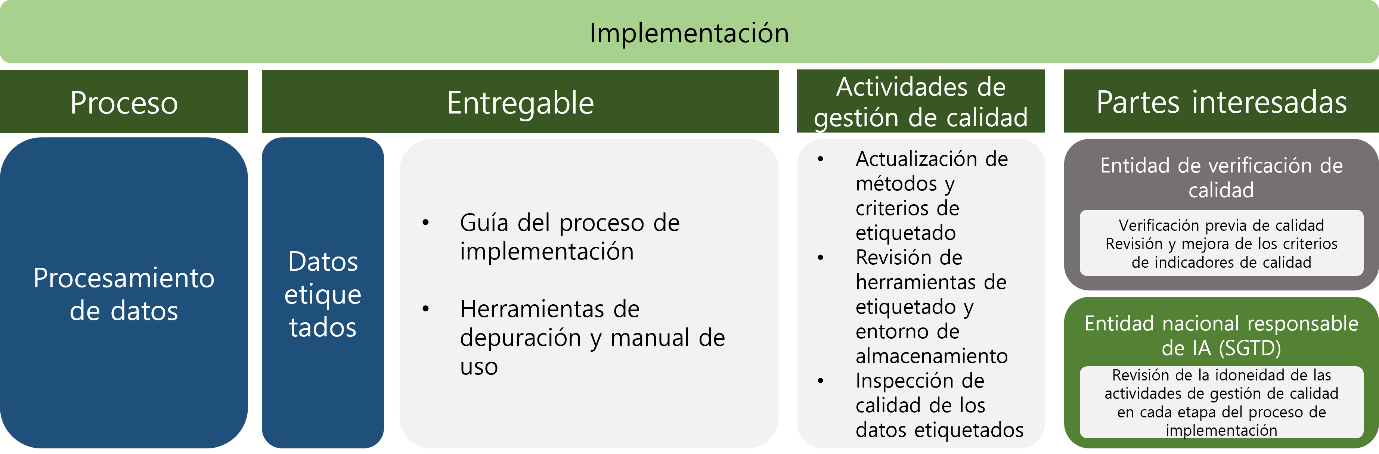 Implementación
Proceso
Entregable
Actividades de
gestión de calidad
Partes interesadas
Procesamiento
de datos
Datos
etique
tados
• Guía del proceso de
implementación
• Herramientas de
depuración y manual de
uso
• Actualización de
métodos y
criterios de
etiquetado
• Revisión de
herramientas de
etiquetado y
entorno de
almacenamiento
• Inspección de
calidad de los
datos etiquetados
Entidad de verificación de
calidad
Verificación previa de calidad
Revisión y mejora de los criterios
de indicadores de calidad
Entidad nacional responsable
de IA (SGTD)
Revisión de la idoneidad de las
actividades de gestión de calidad
en cada etapa del proceso de
implementación